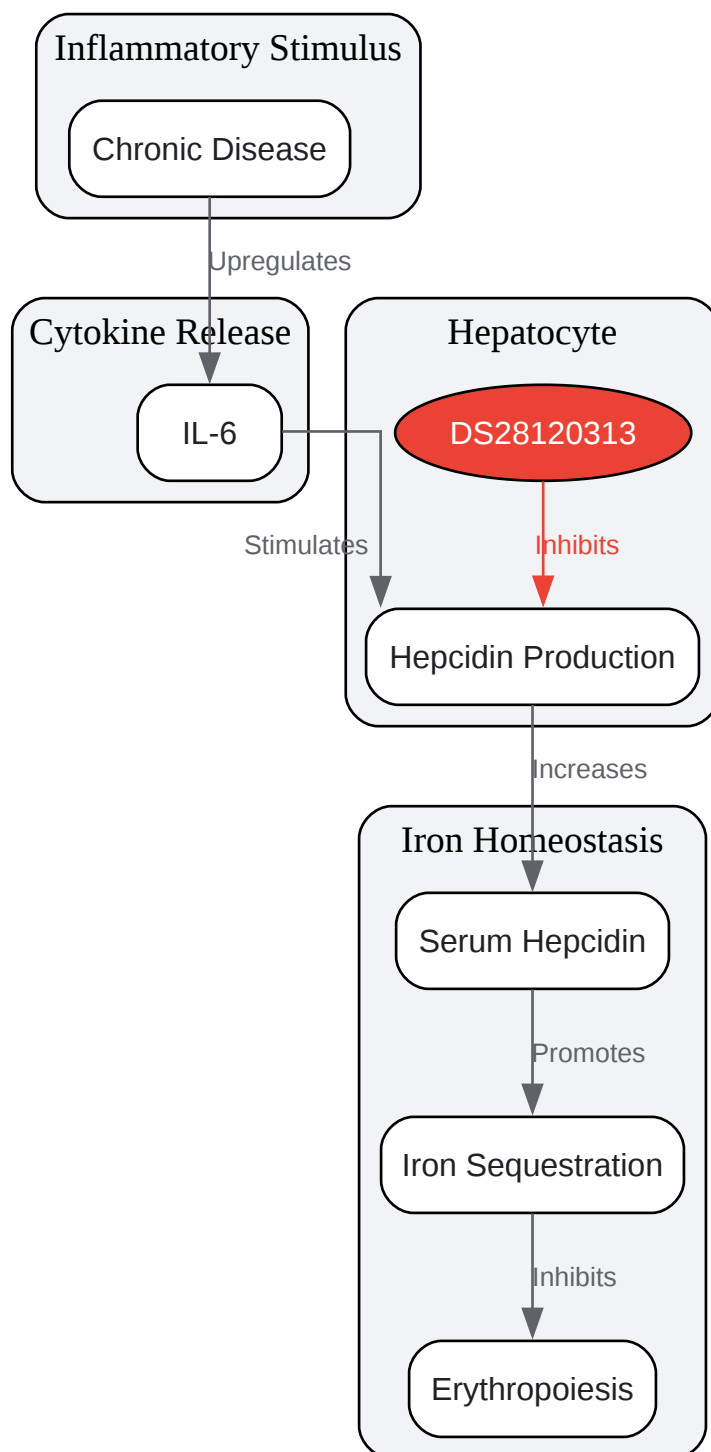 Inflammatory Stimulus
Chronic Disease
Upregulates
Cytokine Release
Hepatocyte
IL-6
DS28120313
Stimulates
Inhibits
Hepcidin Production
Increases
Iron Homeostasis
Serum Hepcidin
Promotes
Iron Sequestration
Inhibits
Erythropoiesis